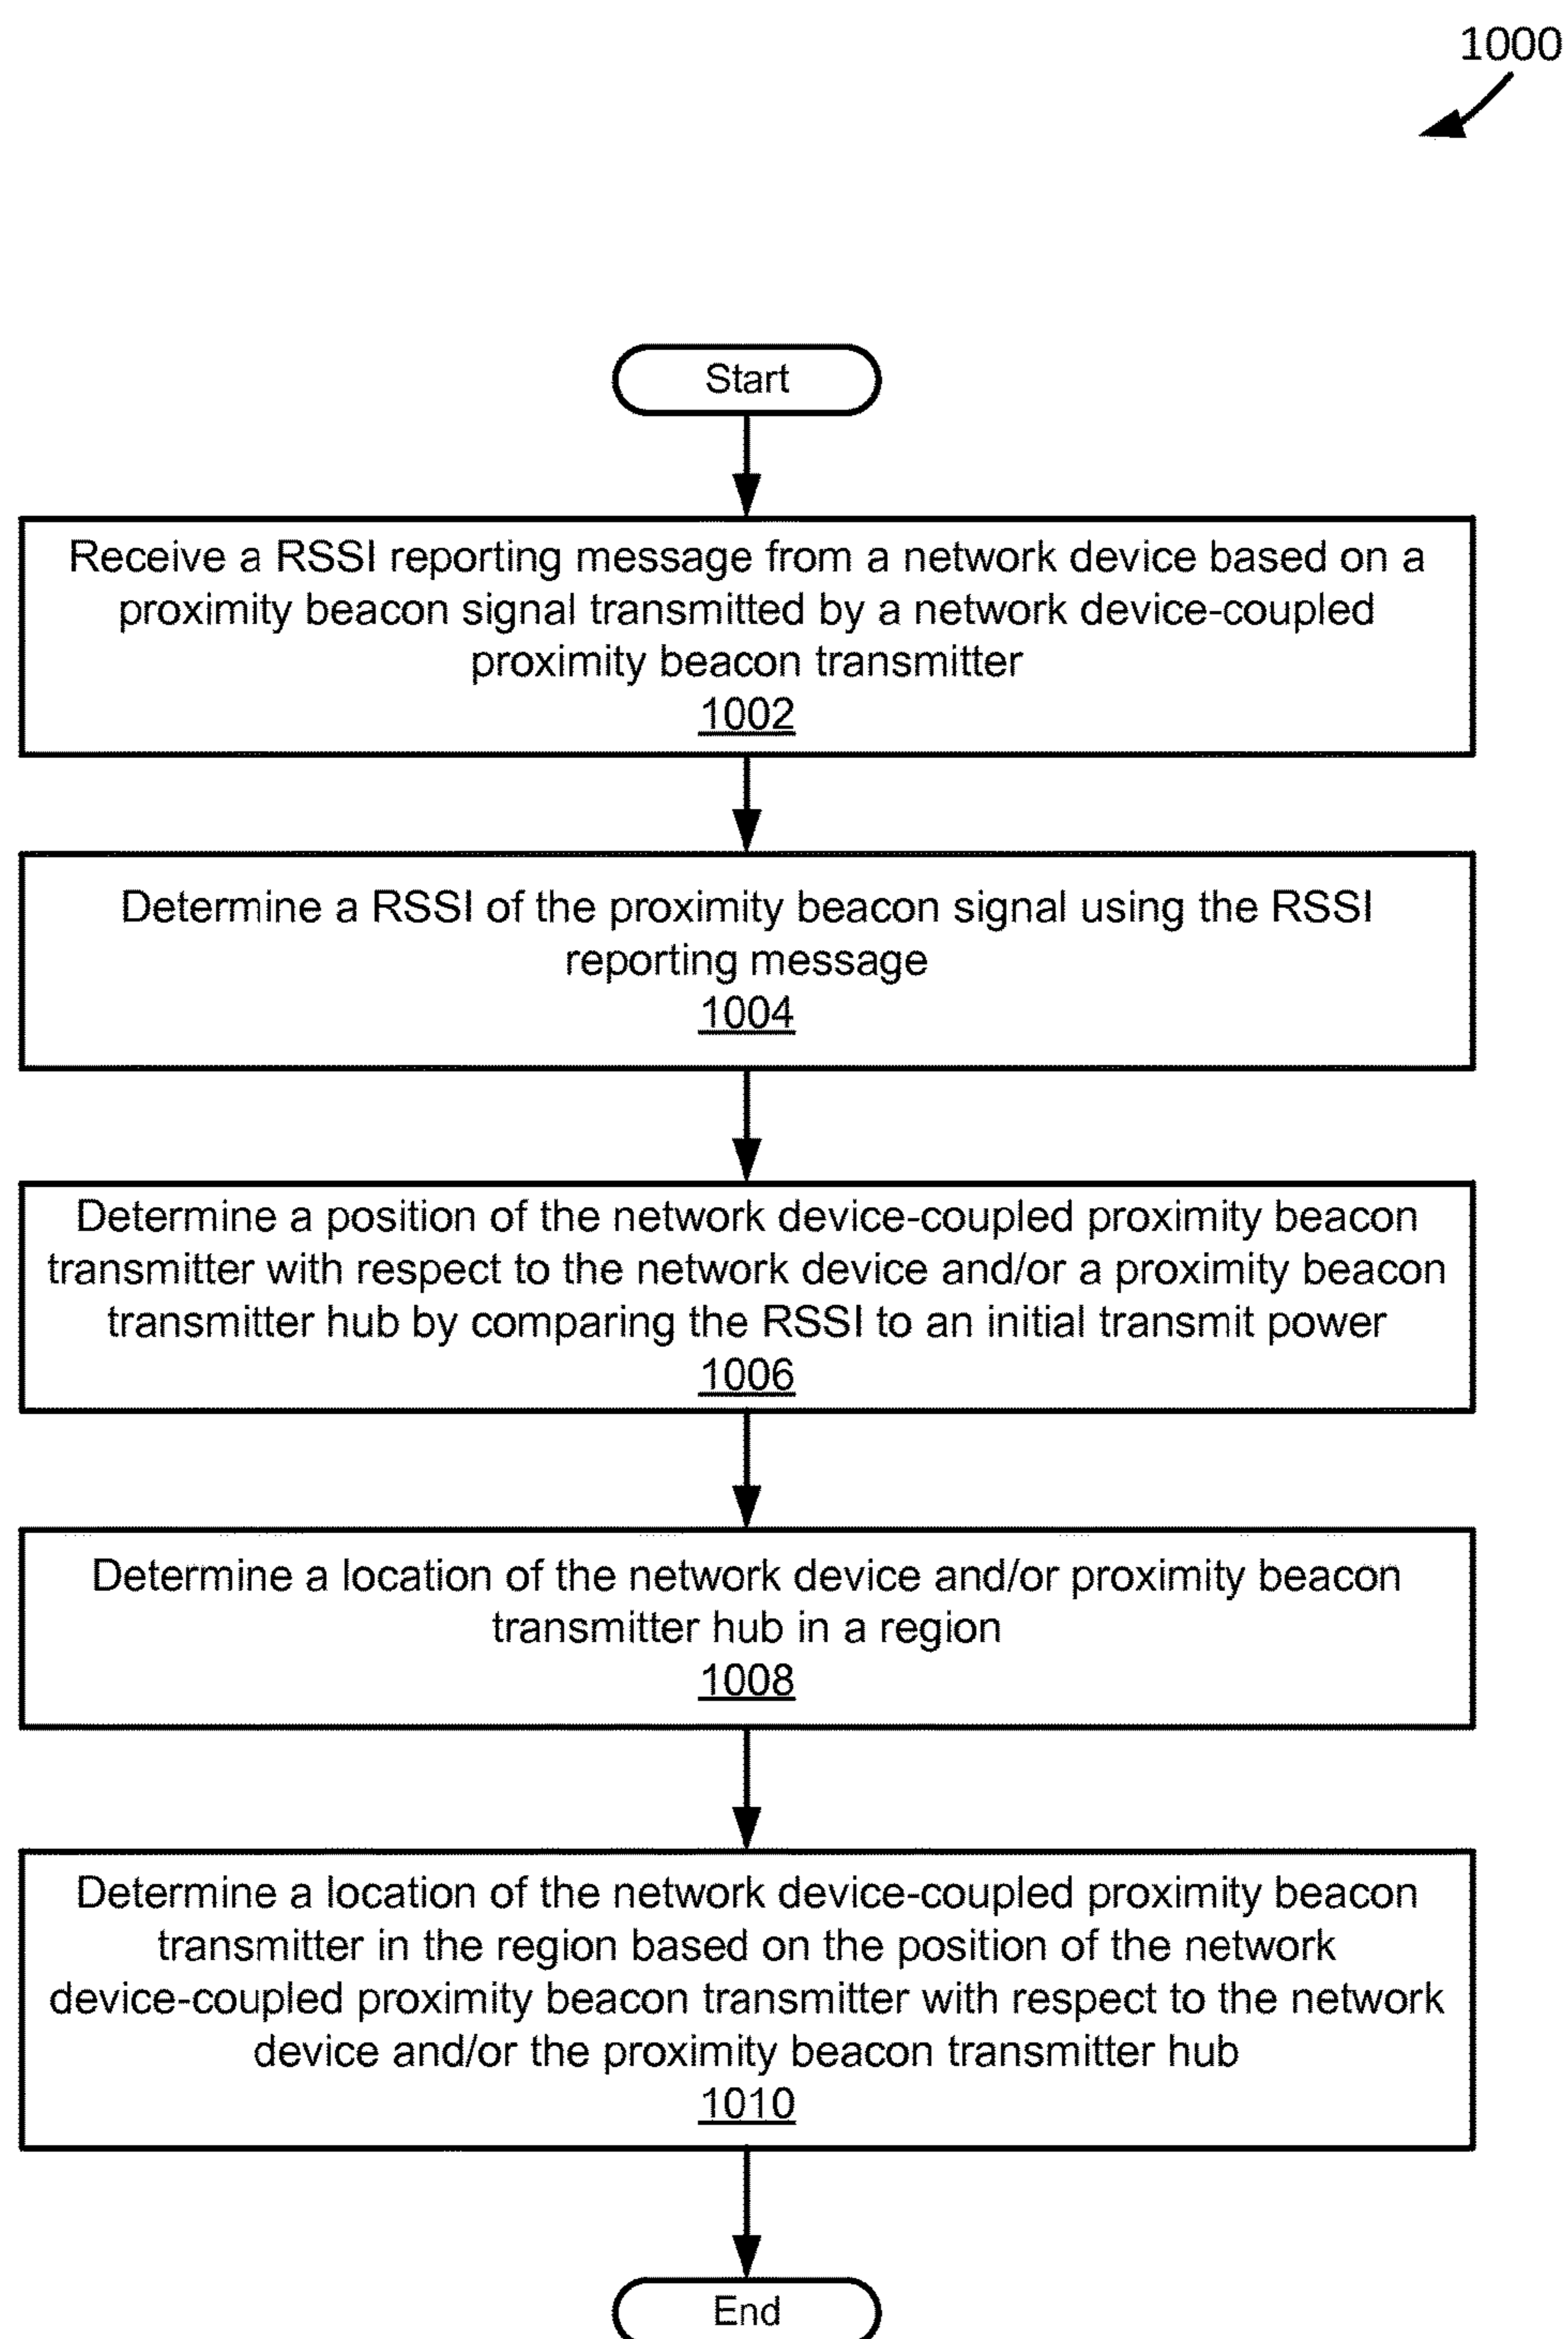 1000
Start
Receive a RSSI reporting message from a network device based on a
proximity beacon signal transmitted by a network device-coupled
proximity beacon transmitter
1002
Determine a RSSI of the proximity beacon signal using the RSSI
reporting message
1004
Determine a position of the network device-coupled proximity beacon
transmitter with respect to the network device and/or a proximity beacon
transmitter hub by comparing the RSSI to an initial transmit power
1006
Determine a location of the network device and/or proximity beacon
transmitter hub in a region
1008
Determine a location of the network device-coupled proximity beacon
transmitter in the region based on the position of the network
device-coupled proximity beacon transmitter with respect to the network
device and/or the proximity beacon transmitter hub
1010
End